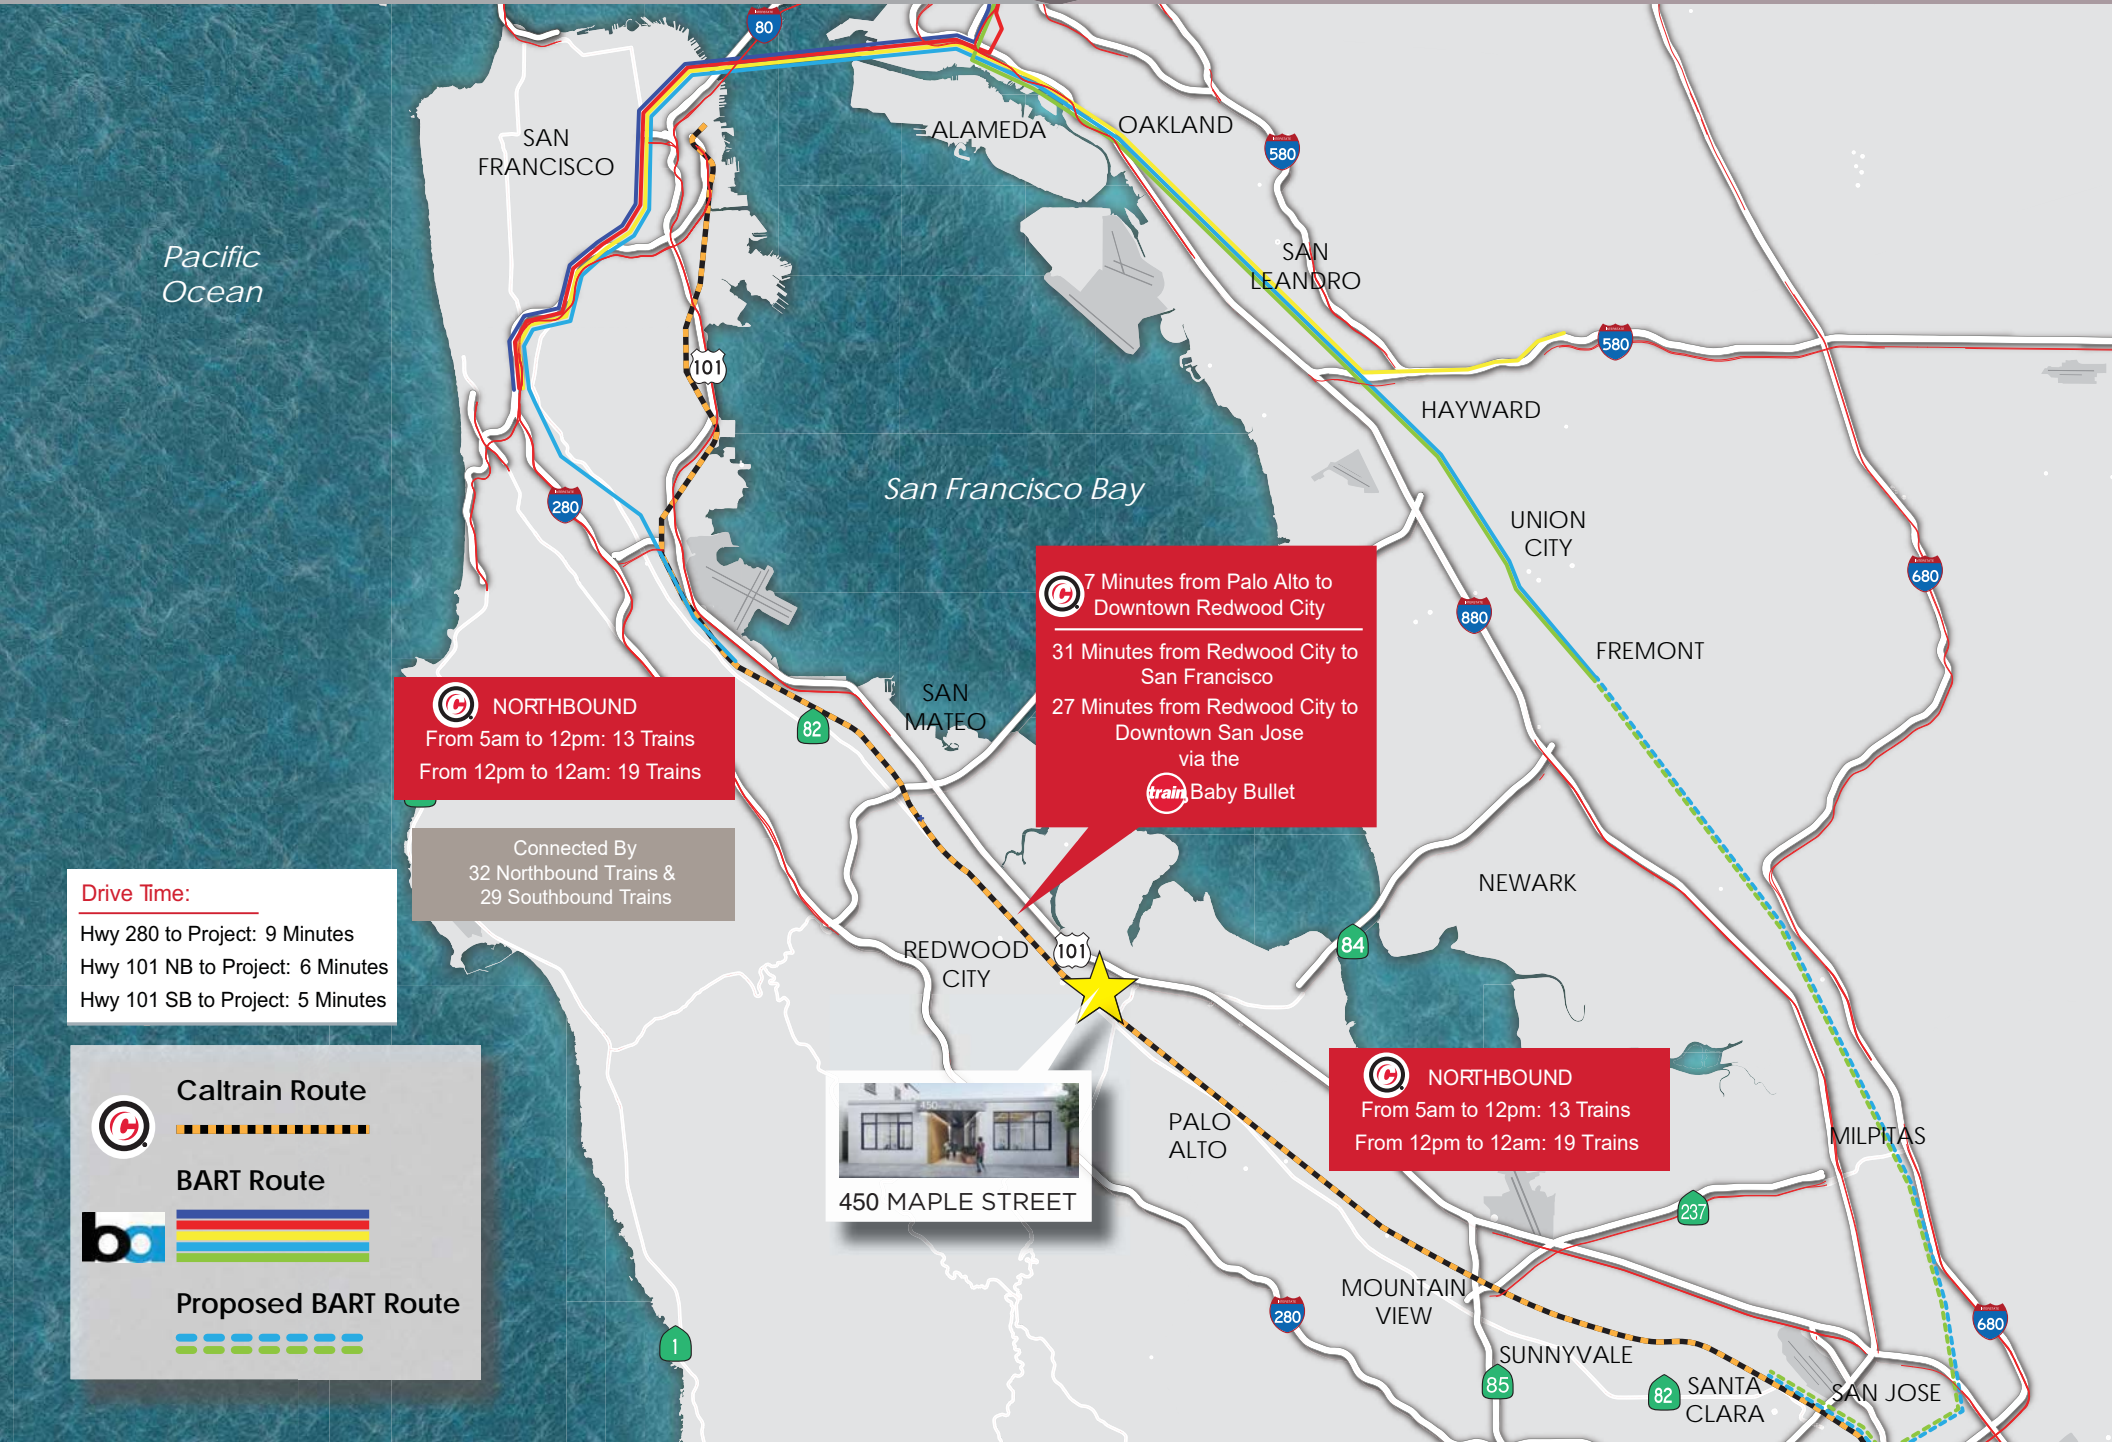 80
SAN
FRANCISCO
ALAMEDA
OAKLAND
580
Pacific
Ocean
SAN
LEANDRO
580
101
HAYWARD
280
San Francisco Bay
UNION
CITY
680
880
7 Minutes from Palo Alto to
Downtown Redwood City
31 Minutes from Redwood City to
San Francisco
27 Minutes from Redwood City to
Downtown San Jose
via the
train Baby Bullet
FREMONT
NORTHBOUND
From 5am to 12pm: 13 Trains
From 12pm to 12am: 19 Trains
82
SAN
MATEO
Connected By
32 Northbound Trains &
29 Southbound Trains
NEWARK
Drive Time:
Hwy 280 to Project: 9 Minutes
Hwy 101 NB to Project: 6 Minutes
Hwy 101 SB to Project: 5 Minutes
REDWOOD
CITY
101
84
Caltrain Route
BART Route
ba
Proposed BART Route
450
450 MAPLE STREET
PALO
ALTO
NORTHBOUND
From 5am to 12pm: 13 Trains
From 12pm to 12am: 19 Trains
MILPITAS
237
MOUNTAIN
VIEW
280
1
680
SUNNYVALE
85
82
SANTA
CLARA
SAN JOSE